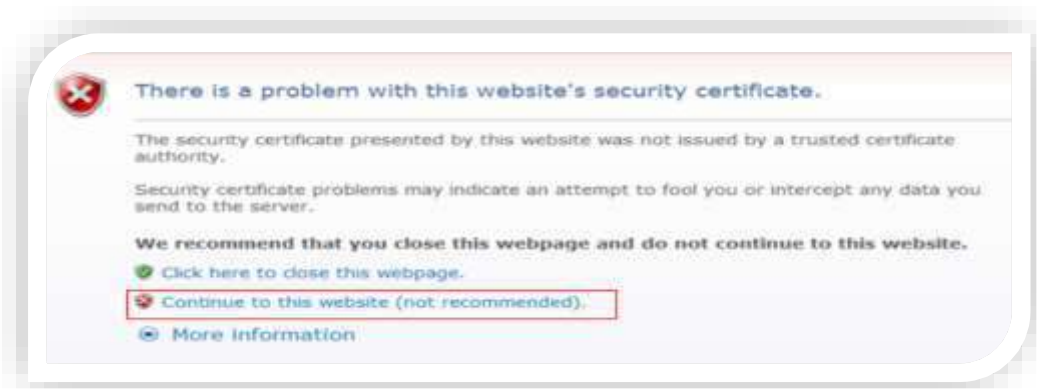 There is a problem with this website's security certificate.
The security certificate presented by this website was not issued by a trusted certificate
authority.
Security certificate problems may indicate an attempt to fool you or intercept any data you
send to the server.
We recommend that you close this webpage and do not continue to this website.
Click here to close this webpage.
Continue to this website (not recommended).
More information